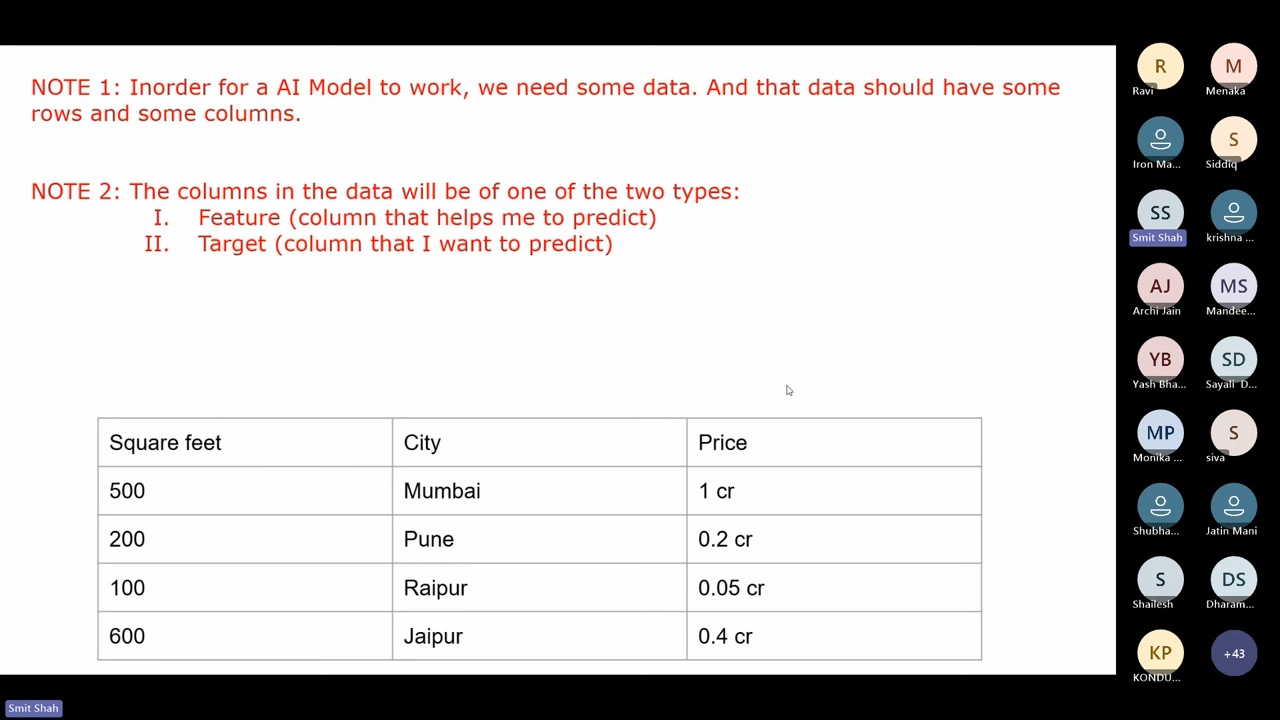 NOTE 1: Inorder for a AI Model to work, we need some data. And that data should have some
rows and some columns.
NOTE 2: The columns in the data will be of one of the two types:
I. Feature (column that helps me to predict)
II. Target (column that I want to predict)
Square feet City Price
500 Mumbai 1 cr
200 Pune 0.2 cr
100 Raipur 0.05 cr
600 Jaipur 0.4 cr
R M
Ravi Menaka
S
Iron Ma... Siddiq
SS
Smit Shah krishna ...
AJ MS
Archi Jain Mandee...
YB SD
Yash Bha... Sayali D...
MP S
Monika ... siva
Shubha... Jatin Mani
S DS
Shailesh Dharam...
KP +43
KONDU...
Smit Shah